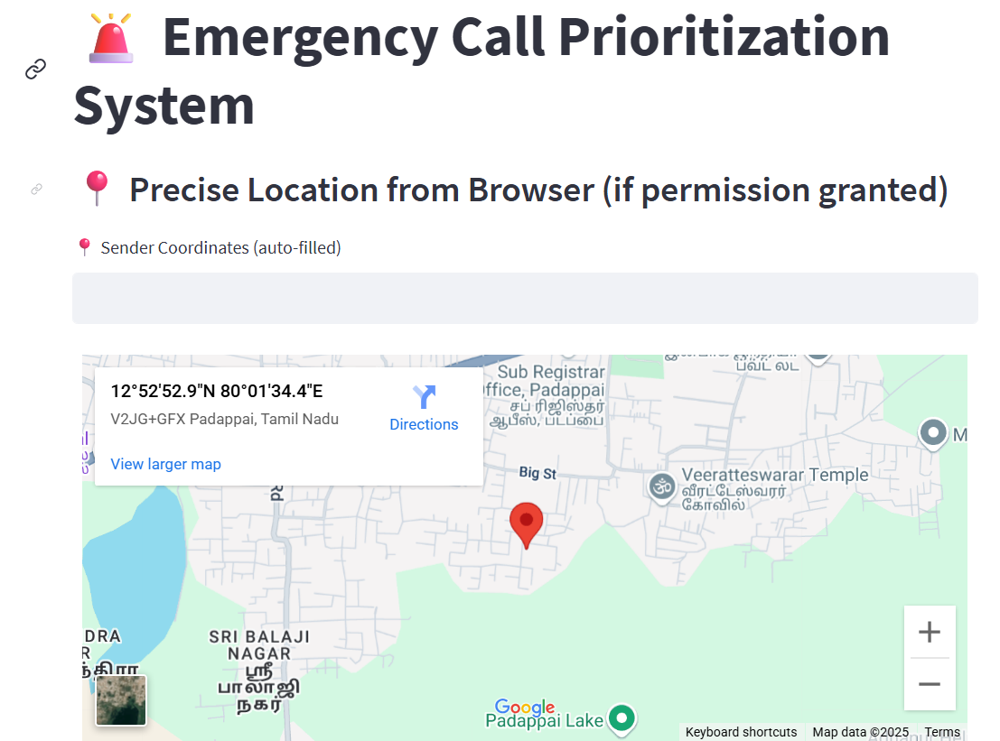 🚨 Emergency Call Prioritization
System
📍 Precise Location from Browser (if permission granted)
📍 Sender Coordinates (auto-filled)
12°52'52.9"N 80°01'34.4"E
V2JG+GFX Padappai, Tamil Nadu
Directions
View larger map
Sub Registrar
ffice, Padappai
சப் ரிஜிஸ்தர்
ஆபீஸ், படப்பை
M
Big St
Veeratteswarar Temple
வீரட்டேஸ்வரர்
கோவில்
Rd
DRA
R
SRI BALAJI
NAGAR
ஸ்ரீ
பாலாஜி
நகர்
Google
Padappai Lake
Keyboard shortcuts
Map data ©2025
Terms